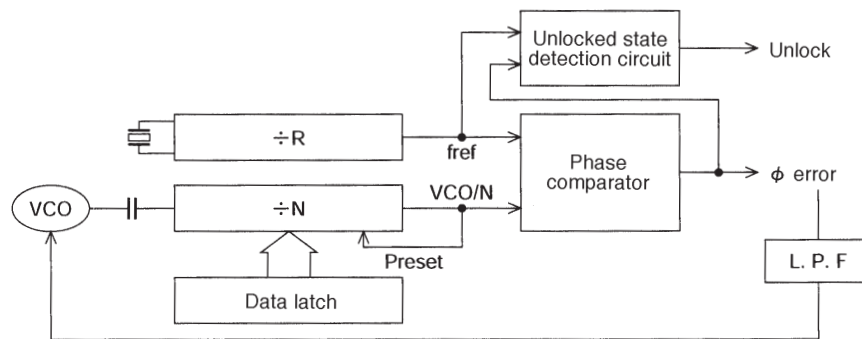 Unlocked state
detection circuit
Unlock
÷R
fref
Phase
comparator
VCO/N
φ error
VCO
÷N
Preset
L. P. F
Data latch